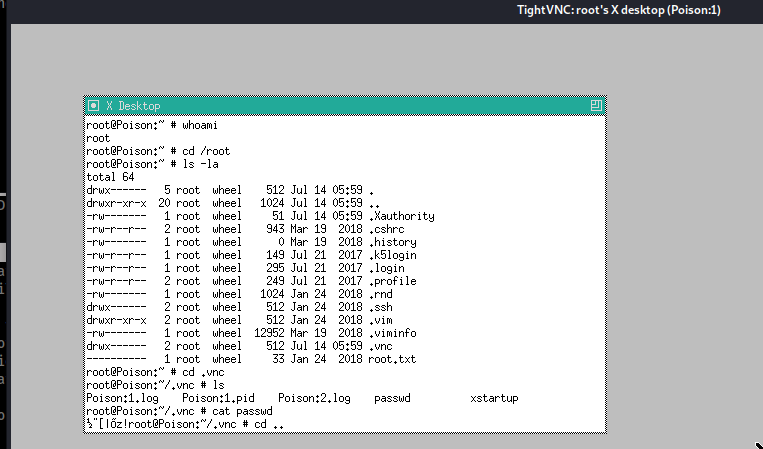 TightVNC: root's X desktop (Poison:1)
X Desktop
root@Poison:~ # whoami
root
root@Poison:~ # cd /root
root@Poison:~ # ls -la
total 64
drwx------   5 root  wheel    512 Jul 14 05:59 .
drwxr-xr-x  20 root  wheel   1024 Jul 14 05:59 ..
-rw-------   1 root  wheel     51 Jul 14 05:59 .Xauthority
-rw-r--r--   2 root  wheel    943 Mar 19  2018 .cshrc
-rw-------   1 root  wheel      0 Mar 19  2018 .history
-rw-r--r--   1 root  wheel    149 Jul 21  2017 .k5login
-rw-r--r--   1 root  wheel    295 Jul 21  2017 .login
-rw-r--r--   2 root  wheel    249 Jul 21  2017 .profile
-rw-------   1 root  wheel   1024 Jan 24  2018 .rnd
drwx------   2 root  wheel    512 Jan 24  2018 .ssh
drwxr-xr-x   2 root  wheel    512 Jan 24  2018 .vim
-rw-------   1 root  wheel  12952 Mar 19  2018 .viminfo
drwx------   2 root  wheel    512 Jul 14 05:59 .vnc
----------   1 root  wheel     33 Jan 24  2018 root.txt
root@Poison:~ # cd .vnc
root@Poison:~/.vnc # ls
Poison:1.log    Poison:1.pid    Poison:2.log    passwd          xstartup
root@Poison:~/.vnc # cat passwd
root@Poison:~/.vnc # cd ..